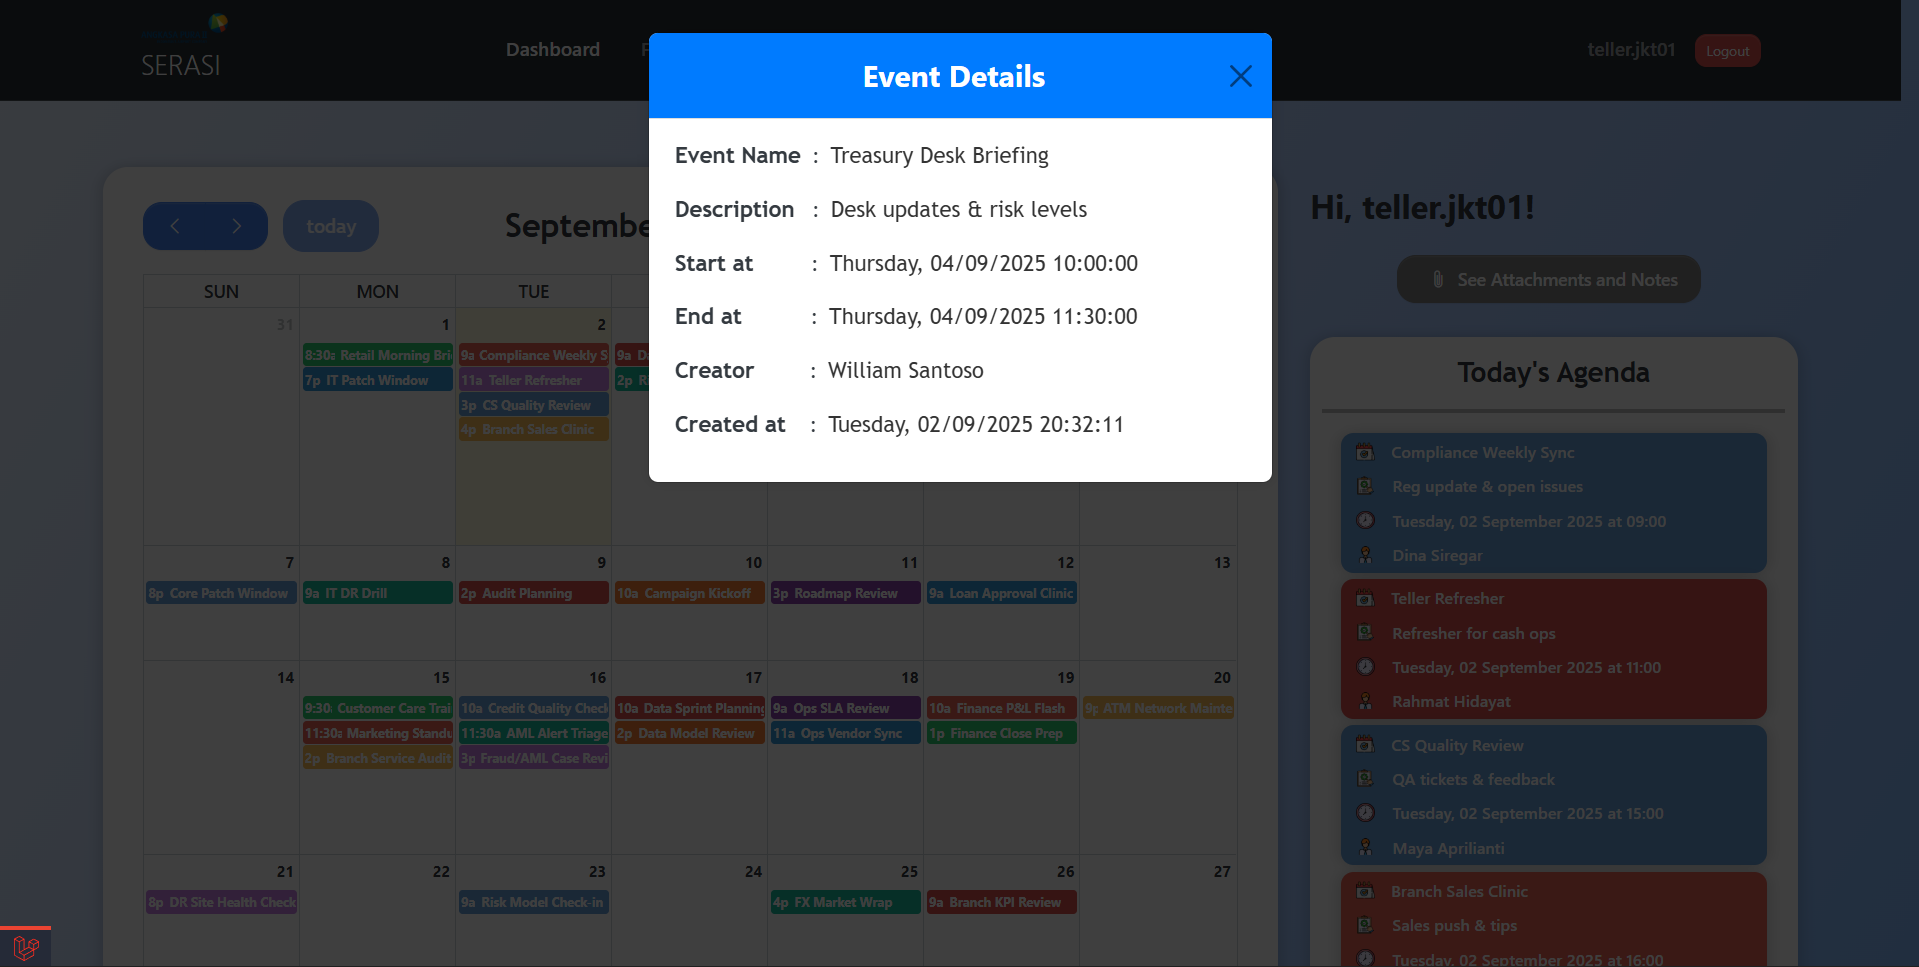 SERASI
Dashboard
teller.jkt01
Logout
Event Details
Event Name : Treasury Desk Briefing
Description : Desk updates & risk levels
Start at : Thursday, 04/09/2025 10:00:00
End at : Thursday, 04/09/2025 11:30:00
Creator : William Santoso
Created at : Tuesday, 02/09/2025 20:32:11
today
Septembe
SUN MON TUE
31 1 2
8:30a Retail Morning Bri
9a Compliance Weekly S
9a D
7p IT Patch Window
11a Teller Refresher
2p R
3p CS Quality Review
4p Branch Sales Clinic
7 8 9 10 11 12 13
8p Core Patch Window
9a IT DR Drill
2p Audit Planning
10a Campaign Kickoff
3p Roadmap Review
9a Loan Approval Clinic
14 15 16 17 18 19 20
9:30 Customer Care Trai
10a Credit Quality Check
10a Data Sprint Planning
9a Ops SLA Review
10a Finance P&L Flash
9p ATM Network Mainte
11:30a Marketing Standu
11:30a AML Alert Triage
2p Data Model Review
11a Ops Vendor Sync
1p Finance Close Prep
2p Branch Service Audit
3p Fraud/AML Case Revi
21 22 23 24 25 26 27
8p DR Site Health Check
9a Risk Model Check-in
4p FX Market Wrap
9a Branch KPI Review
Hi, teller.jkt01!
See Attachments and Notes
Today's Agenda
Compliance Weekly Sync
Reg update & open issues
Tuesday, 02 September 2025 at 09:00
Dina Siregar
Teller Refresher
Refresher for cash ops
Tuesday, 02 September 2025 at 11:00
Rahmat Hidayat
CS Quality Review
QA tickets & feedback
Tuesday, 02 September 2025 at 15:00
Maya Aprilianti
Branch Sales Clinic
Sales push & tips
Tuesday, 02 September 2025 at 16:00